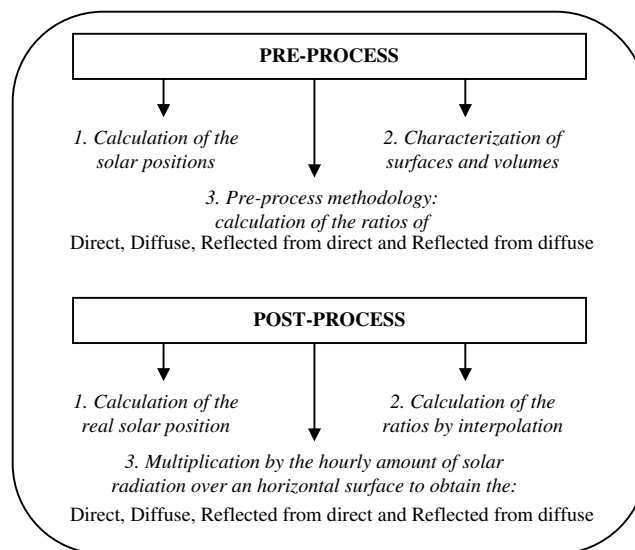 PRE-PROCESS
1. Calculation of the
solar positions
2. Characterization of
surfaces and volumes
3. Pre-process methodology:
calculation of the ratios of
Direct, Diffuse, Reflected from direct and Reflected from diffuse
POST-PROCESS
1. Calculation of the
real solar position
2. Calculation of the
ratios by interpolation
3. Multiplication by the hourly amount of solar
radiation over an horizontal surface to obtain the:
Direct, Diffuse, Reflected from direct and Reflected from diffuse